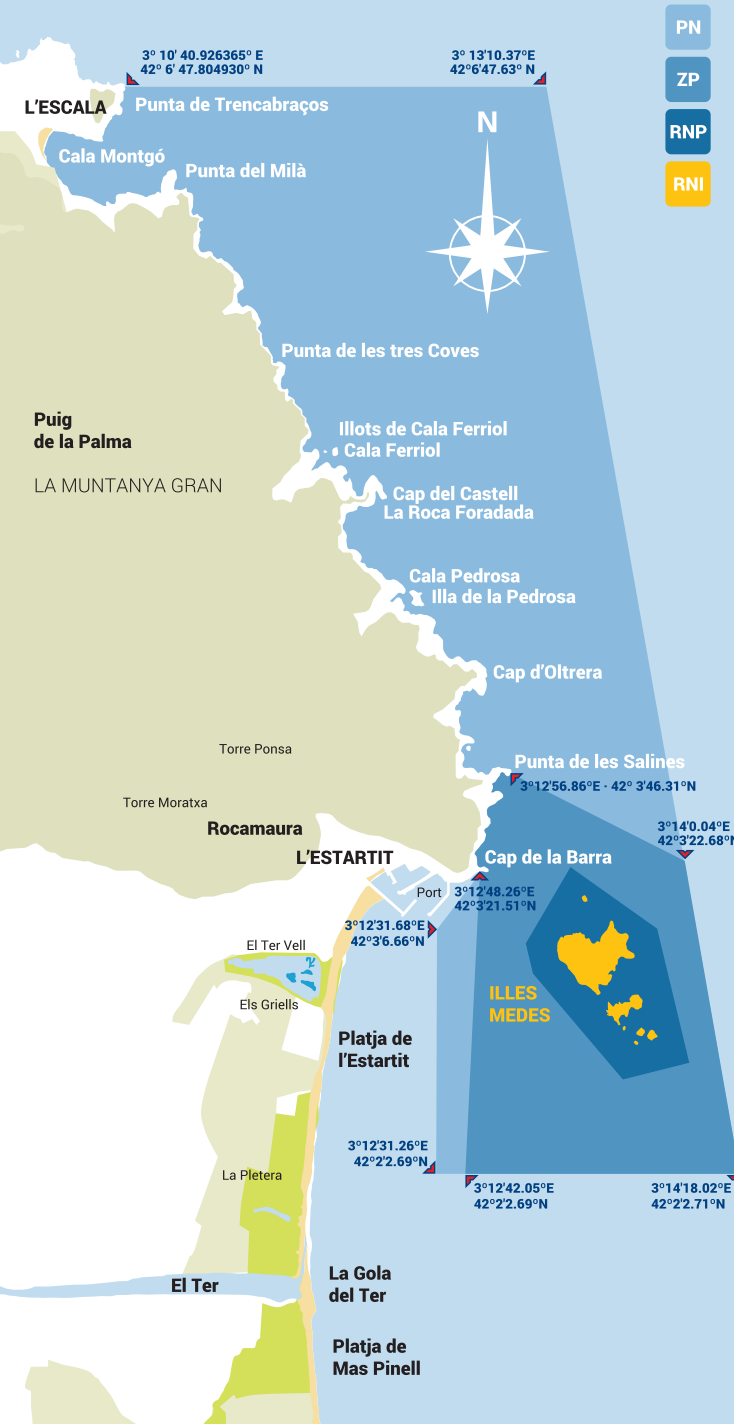 PN
ZP
RNP
RNI
3º 10' 40.926365º E
42º 6' 47.804930º N
3º 13'10.37ºE
42º6'47.63º N
L'ESCALA
Punta de Trencabraços
N
Cala Montgó
Punta del Milà
Punta de les tres Coves
Puig
de la Palma
Illots de Cala Ferriol
Cala Ferriol
LA MUNTANYA GRAN
Cap del Castell
La Roca Foradada
Cala Pedrosa
Illa de la Pedrosa
Cap d'Oltrera
Torre Ponsa
Punta de les Salines
3º12'56.86ºE · 42º 3'46.31ºN
Torre Moratxa
Rocamaura
3º14'0.04ºE
42º3'22.68ºN
L'ESTARTIT
Cap de la Barra
Port
3º12'48.26ºE
42º3'21.51ºN
3º12'31.68ºE
42º3'6.66ºN
El Ter Vell
Els Griells
ILLES
MEDES
Platja de
l'Estartit
3º12'31.26ºE
42º2'2.69ºN
La Pletera
3º12'42.05ºE
42º2'2.69ºN
3º14'18.02ºE
42º2'2.71ºN
El Ter
La Gola
del Ter
Platja de
Mas Pinell